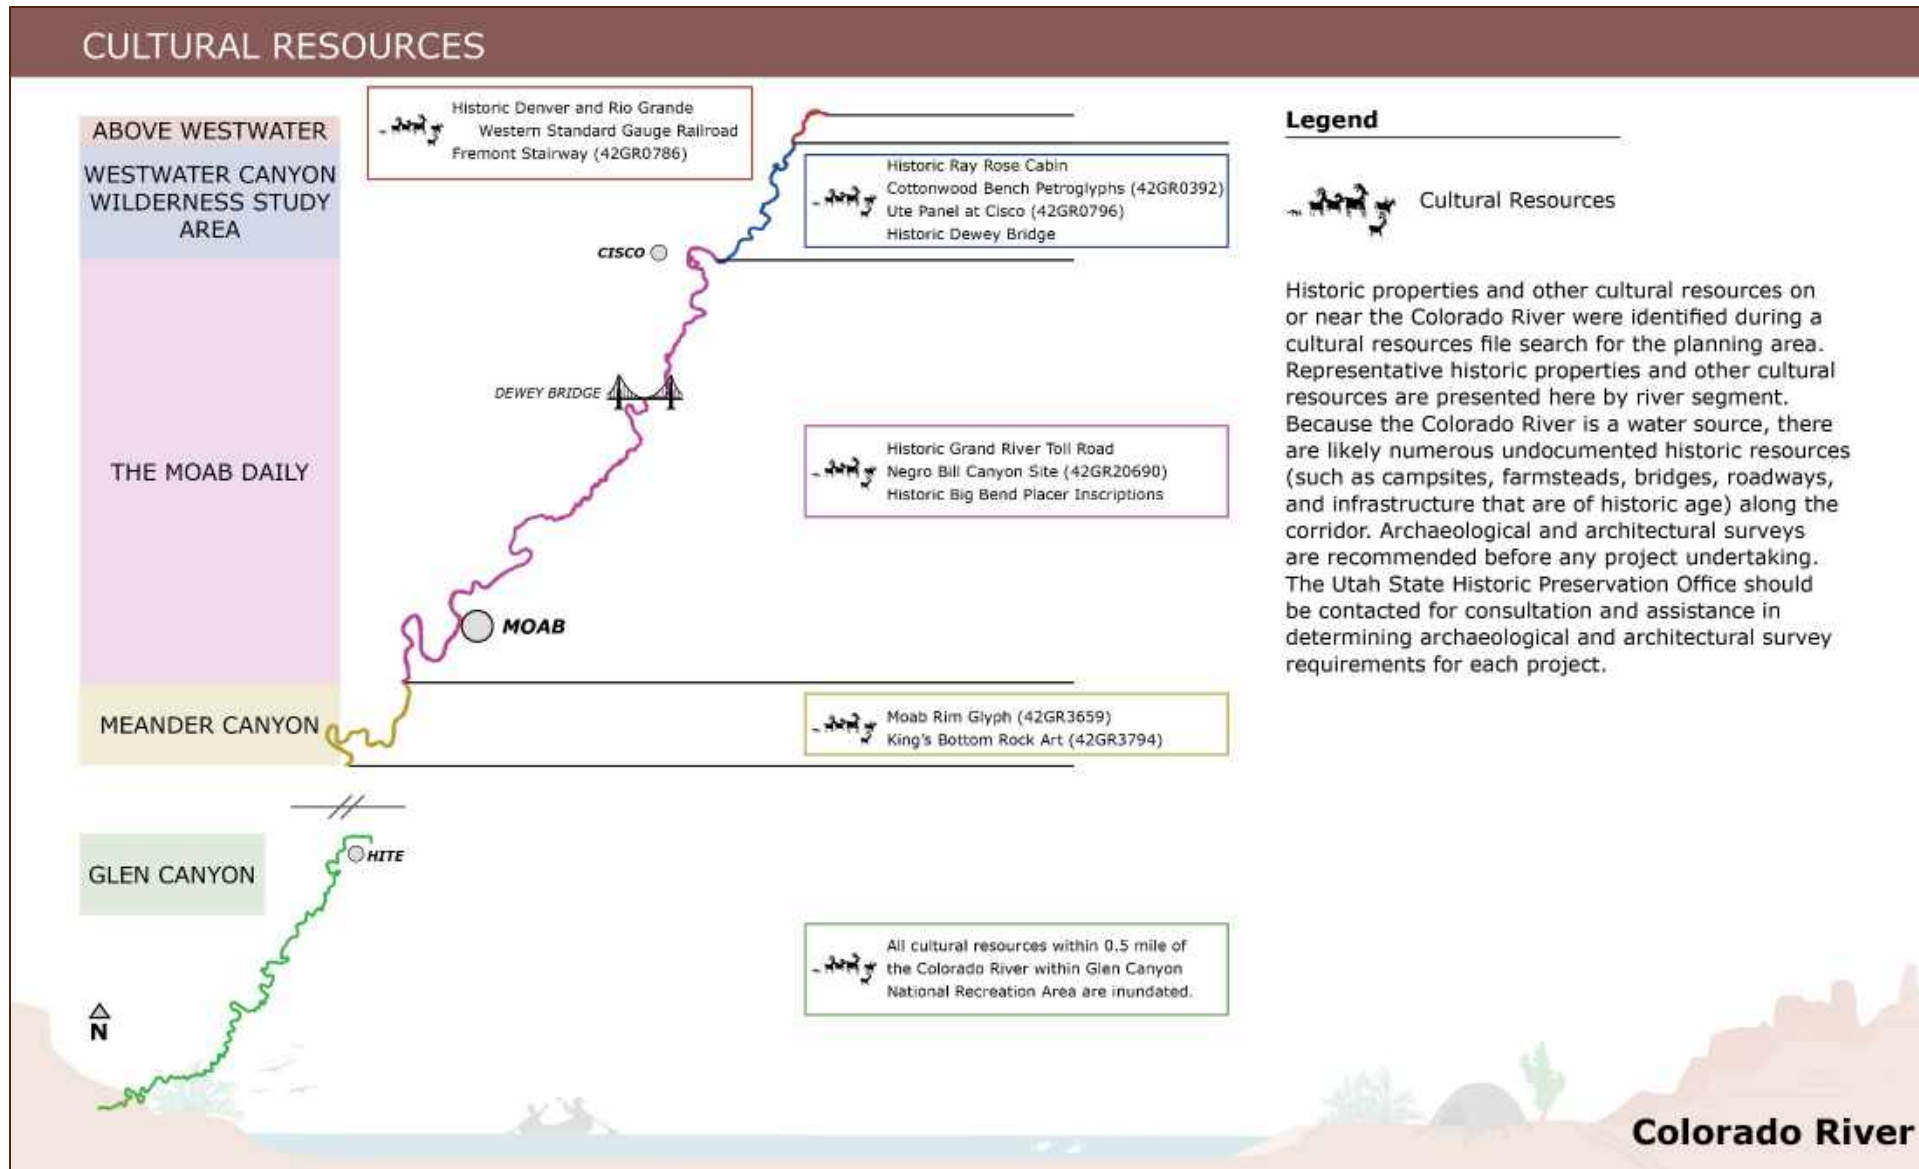 CULTURAL RESOURCES
ABOVE WESTWATER
WESTWATER CANYON
WILDERNESS STUDY
AREA
THE MOAB DAILY
MEANDER CANYON
GLEN CANYON
Historic Denver and Rio Grande
Western Standard Gauge Railroad
Fremont Stairway (42GR0786)
Historic Ray Rose Cabin
Cottonwood Bench Petroglyphs (42GR0392)
Ute Panel at Cisco (42GR0796)
Historic Dewey Bridge
CISCO
DEWEY BRIDGE
Historic Grand River Toll Road
Negro Bill Canyon Site (42GR20690)
Historic Big Bend Placer Inscriptions
MOAB
Moab Rim Glyph (42GR3659)
King's Bottom Rock Art (42GR3794)
HITE
All cultural resources within 0.5 mile of
the Colorado River within Glen Canyon
National Recreation Area are inundated.
N
Legend
Cultural Resources
Historic properties and other cultural resources on
or near the Colorado River were identified during a
cultural resources file search for the planning area.
Representative historic properties and other cultural
resources are presented here by river segment.
Because the Colorado River is a water source, there
are likely numerous undocumented historic resources
(such as campsites, farmsteads, bridges, roadways,
and infrastructure that are of historic age) along the
corridor. Archaeological and architectural surveys
are recommended before any project undertaking.
The Utah State Historic Preservation Office should
be contacted for consultation and assistance in
determining archaeological and architectural survey
requirements for each project.
Colorado River